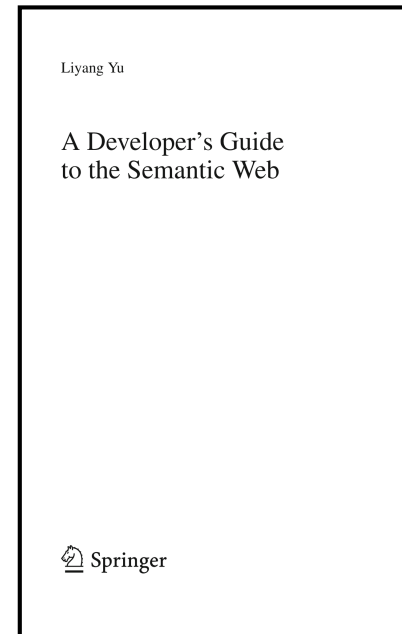 Liyang Yu
A Developer's Guide
to the Semantic Web
Springer